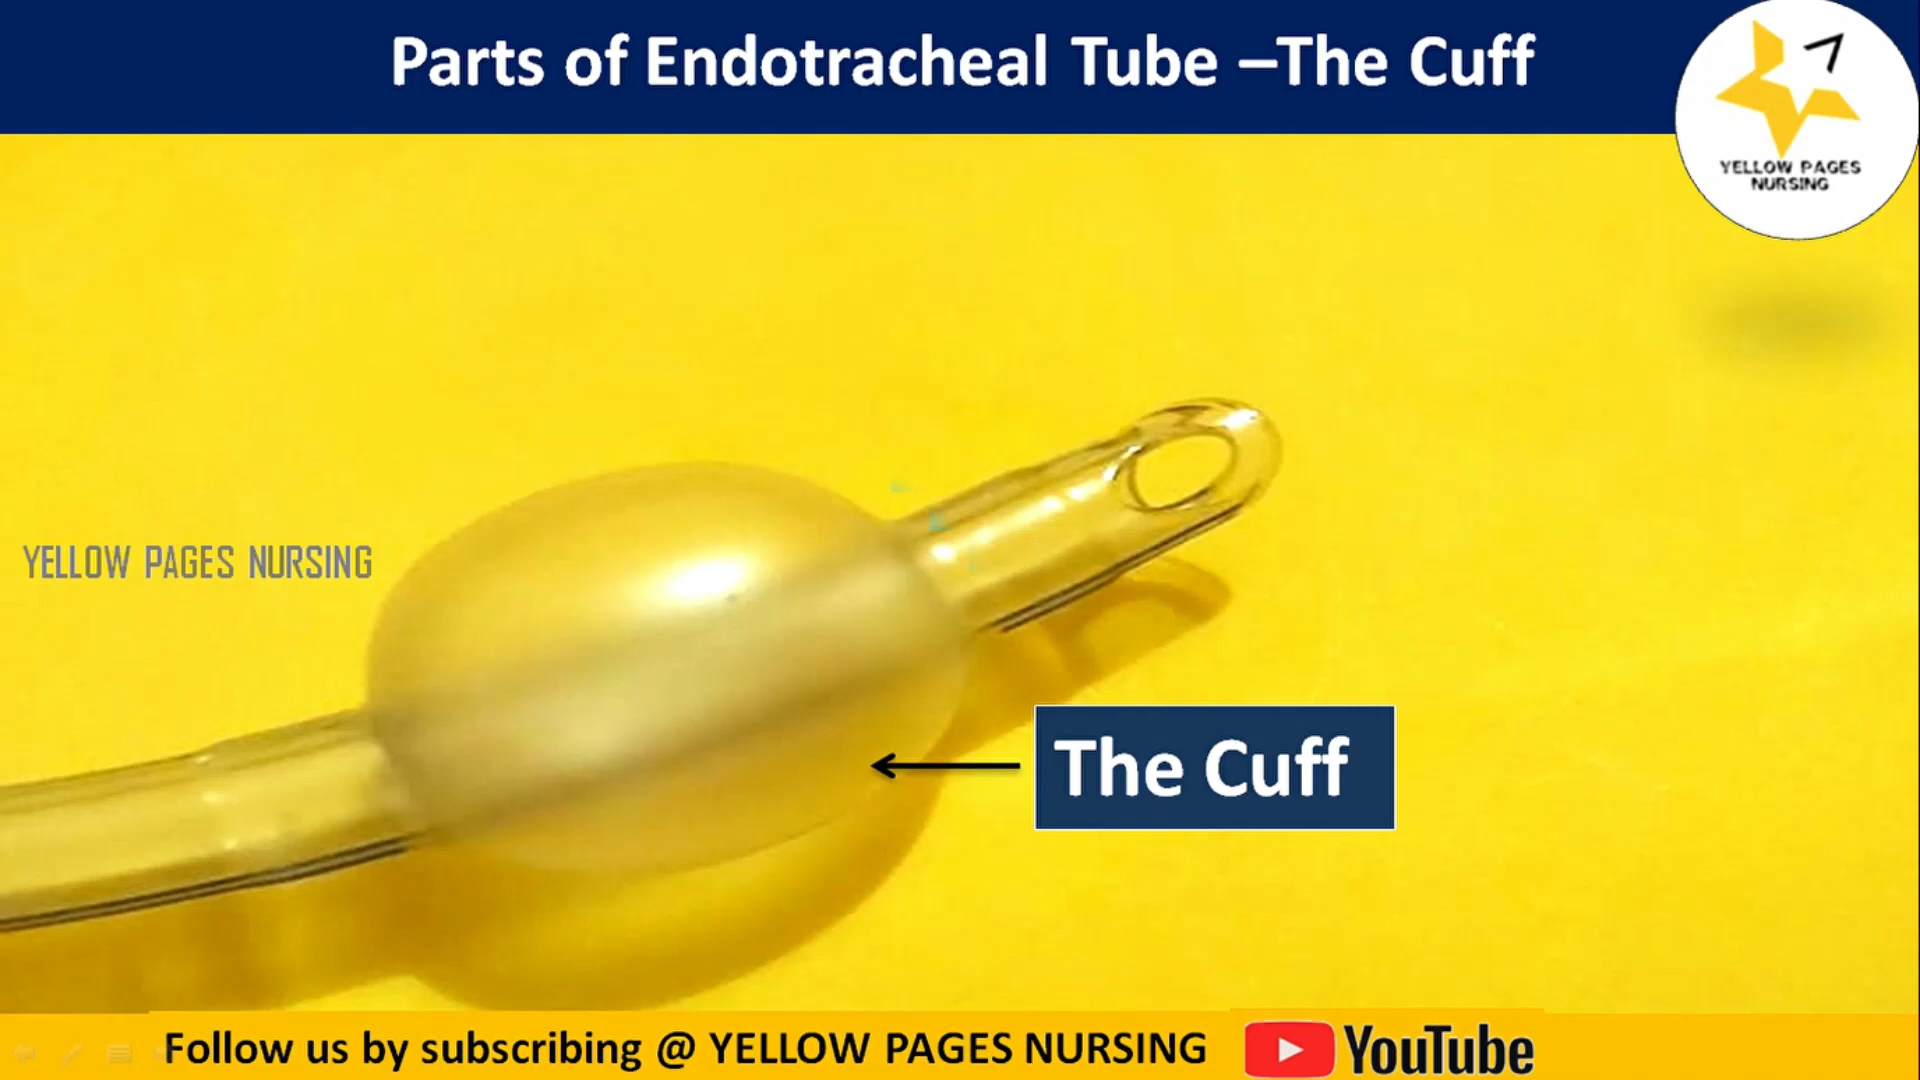 Parts of Endotracheal Tube –The Cuff
YELLOW PAGES
NURSING
YELLOW PAGES NURSING
The Cuff
Follow us by subscribing @ YELLOW PAGES NURSING
YouTube